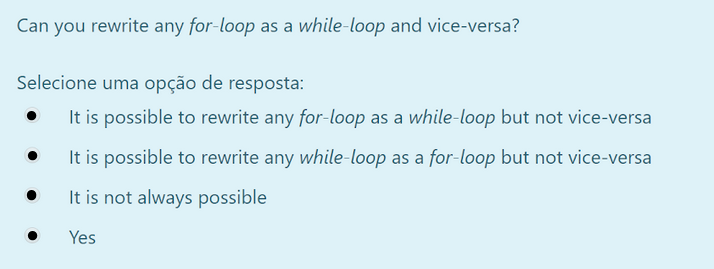 Can you rewrite any for-loop as a while-loop and vice-versa?
Selecione uma opção de resposta:
It is possible to rewrite any for-loop as a while-loop but not vice-versa
It is possible to rewrite any while-loop as a for-loop but not vice-versa
It is not always possible
Yes